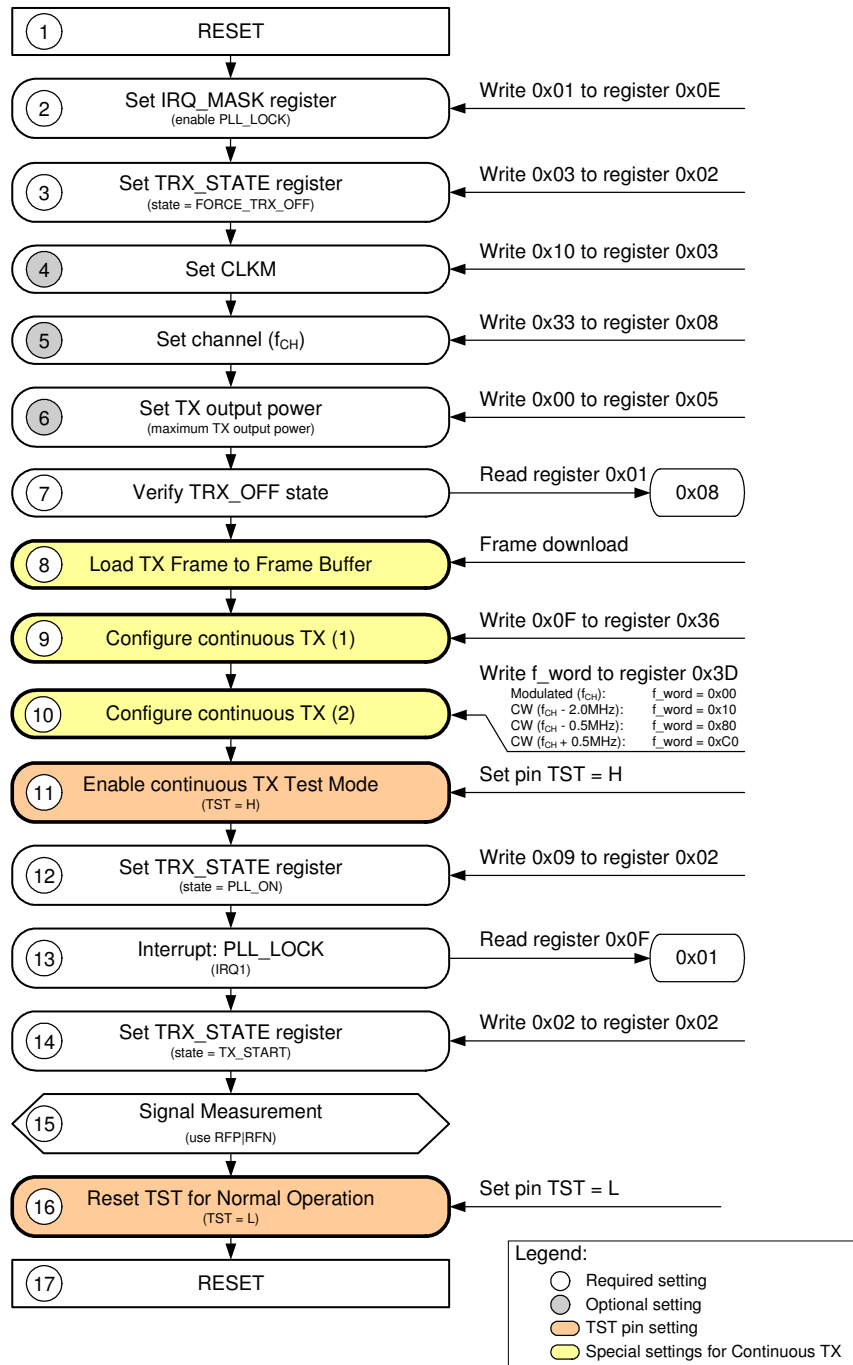 1 RESET
2 Set IRQ_MASK register
(enable PLL_LOCK)
Write 0x01 to register 0x0E
3 Set TRX_STATE register
(state = FORCE_TRX_OFF)
Write 0x03 to register 0x02
4 Set CLKM
Write 0x10 to register 0x03
5 Set channel (fCH)
Write 0x33 to register 0x08
6 Set TX output power
(maximum TX output power)
Write 0x00 to register 0x05
7 Verify TRX_OFF state
Read register 0x01
0x08
8 Load TX Frame to Frame Buffer
Frame download
9 Configure continuous TX (1)
Write 0x0F to register 0x36
10 Configure continuous TX (2)
Write f_word to register 0x3D
Modulated (fCH): f_word = 0x00
CW (fCH - 2.0MHz): f_word = 0x10
CW (fCH - 0.5MHz): f_word = 0x80
CW (fCH + 0.5MHz): f_word = 0xC0
11 Enable continuous TX Test Mode
(TST = H)
Set pin TST = H
12 Set TRX_STATE register
(state = PLL_ON)
Write 0x09 to register 0x02
13 Interrupt: PLL_LOCK
(IRQ1)
Read register 0x0F
0x01
14 Set TRX_STATE register
(state = TX_START)
Write 0x02 to register 0x02
15 Signal Measurement
(use RFP|RFN)
16 Reset TST for Normal Operation
(TST = L)
Set pin TST = L
17 RESET
Legend:
Required setting
Optional setting
TST pin setting
Special settings for Continuous TX